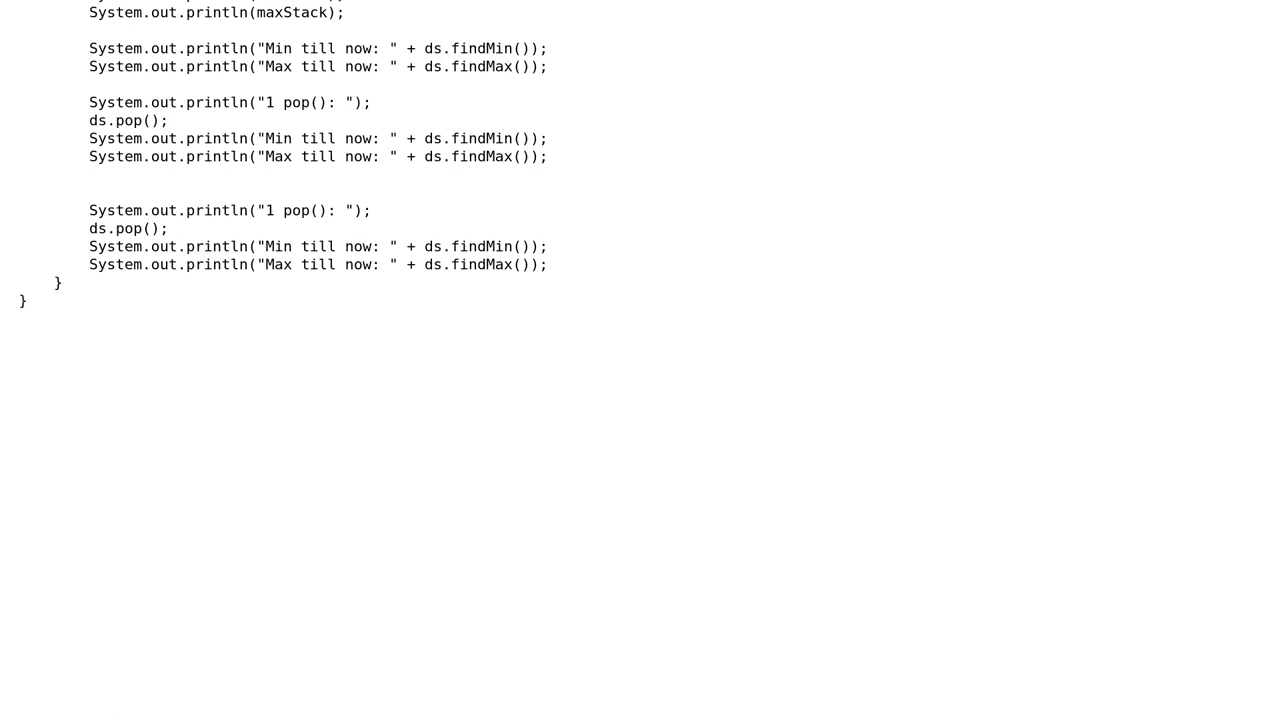 System.out.println(maxStack);
System.out.println("Min till now: " + ds.findMin());
System.out.println("Max till now: " + ds.findMax());
System.out.println("1 pop(): ");
ds.pop();
System.out.println("Min till now: " + ds.findMin());
System.out.println("Max till now: " + ds.findMax());
System.out.println("1 pop(): ");
ds.pop();
System.out.println("Min till now: " + ds.findMin());
System.out.println("Max till now: " + ds.findMax());
}
}